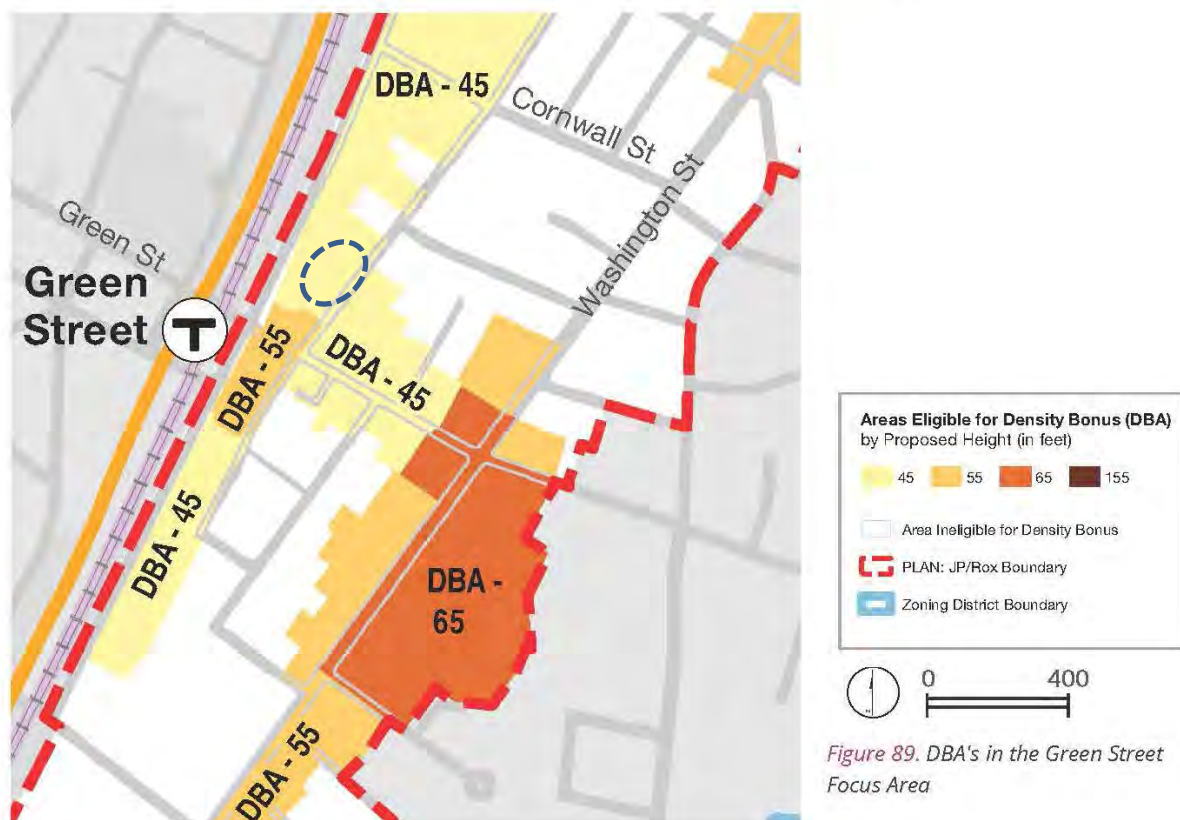 DBA - 45
Cornwall St
Washington St
Green St
Green
Street
T
DBA - 55
DBA - 45
DBA - 45
DBA -
65
DBA - 55
Areas Eligible for Density Bonus (DBA)
by Proposed Height (in feet)
45 55 65 155
Area Ineligible for Density Bonus
PLAN: JP/Rox Boundary
Zoning District Boundary
0 400
Figure 89. DBA's in the Green Street
Focus Area